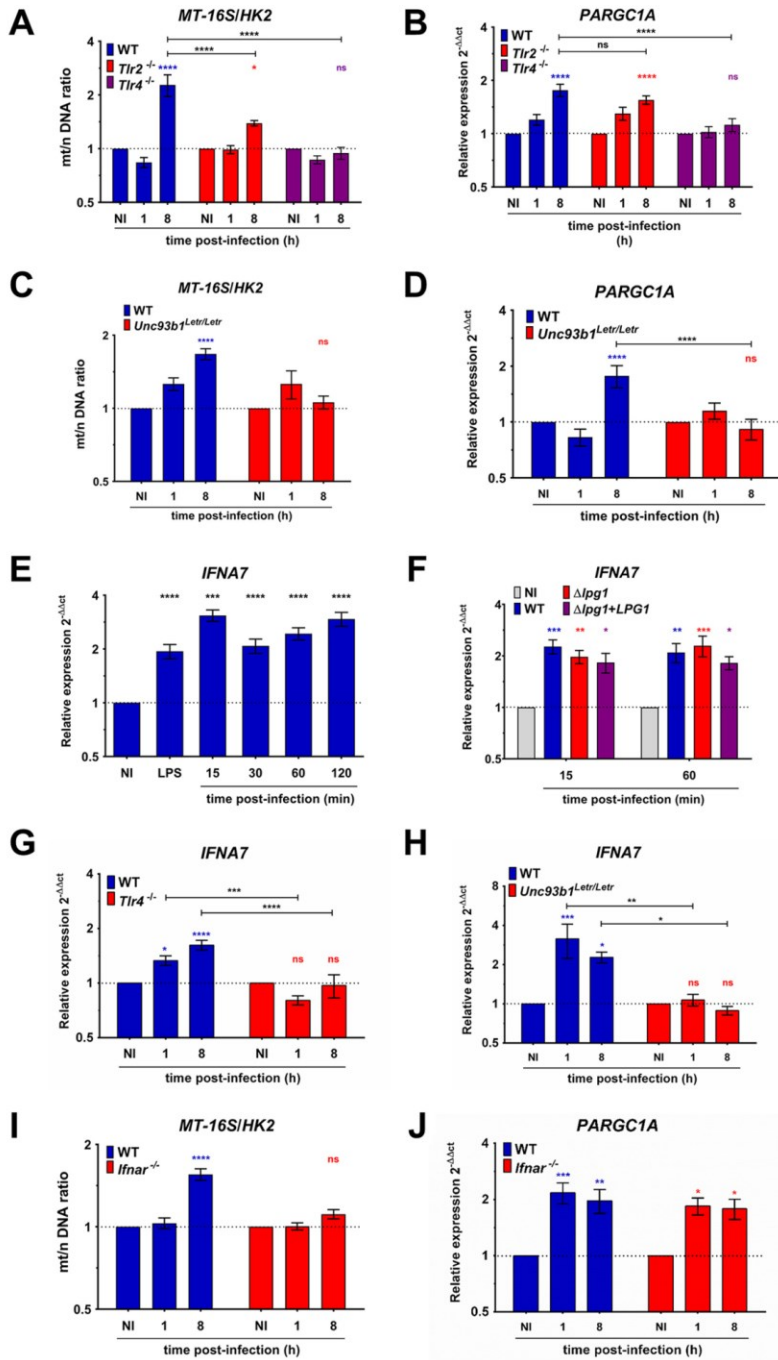 A
MT-16S/HK2
mt/n DNA ratio
4
2
1
0.5
WT
Tlr2 -/-
Tlr4 -/-
****
****
****
*
ns
NI 1 8 NI 1 8 NI 1 8
time post-infection (h)
B
PARGC1A
Relative expression 2-ΔΔct
4
2
1
0.5
WT
Tlr2 -/-
Tlr4 -/-
****
ns
****
****
ns
NI 1 8 NI 1 8 NI 1 8
time post-infection
(h)
C
MT-16S/HK2
mt/n DNA ratio
2
1
0.5
WT
Unc93b1Letr/Letr
****
ns
NI 1 8 NI 1 8
time post-infection (h)
D
PARGC1A
Relative expression 2-ΔΔct
4
2
1
0.5
WT
Unc93b1Letr/Letr
****
****
ns
NI 1 8 NI 1 8
time post-infection (h)
E
IFNA7
Relative expression 2-ΔΔct
4
2
1
0.5
**** *** **** **** ****
NI LPS 15 30 60 120
time post-infection (min)
F
IFNA7
Relative expression 2-ΔΔct
4
2
1
0.5
NI Δlpg1
WT Δlpg1+LPG1
*** ** * ** *** *
15 60
time post-infection (min)
G
IFNA7
Relative expression 2-ΔΔct
4
2
1
0.5
WT
Tlr4 -/-
***
****
* **** ns ns
NI 1 8 NI 1 8
time post-infection (h)
H
IFNA7
Relative expression 2-ΔΔct
8
4
2
1
0.5
WT
Unc93b1Letr/Letr
**
*
*** * ns ns
NI 1 8 NI 1 8
time post-infection (h)
I
MT-16S/HK2
mt/n DNA ratio
2
1
0.5
WT
Ifnar -/-
****
ns
NI 1 8 NI 1 8
time post-infection (h)
J
PARGC1A
Relative expression 2-ΔΔct
4
2
1
0.5
WT
Ifnar -/-
*** ** * *
NI 1 8 NI 1 8
time post-infection (h)